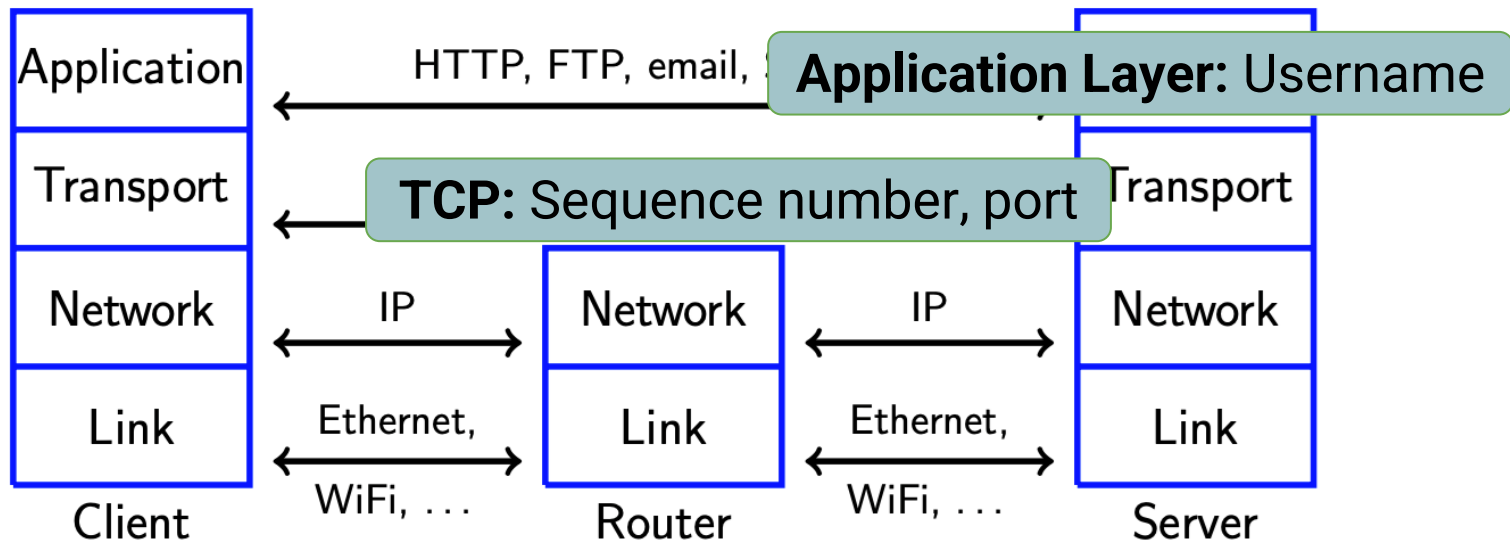 Application
HTTP, FTP, email,
Application Layer: Username
Transport
TCP: Sequence number, port
Transport
Network
IP
Network
IP
Network
Link
Ethernet,
WiFi, ...
Link
Ethernet,
WiFi, ...
Link
Client
Router
Server